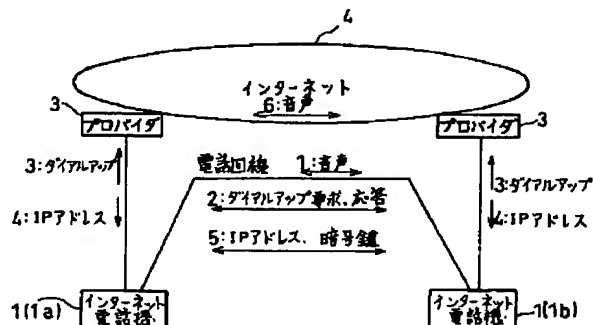 4
インターネット
6:音声
3
プロバイダ
プロバイダ
3
3:ダイアルアップ
電話回線
1:音声
3:ダイアルアップ
2:ダイアルアップ要求、応答
4:IPアドレス
4:IPアドレス
5:IPアドレス、暗号鍵
1(1a)
インターネット
電話機
インターネット
電話機
1(1b)